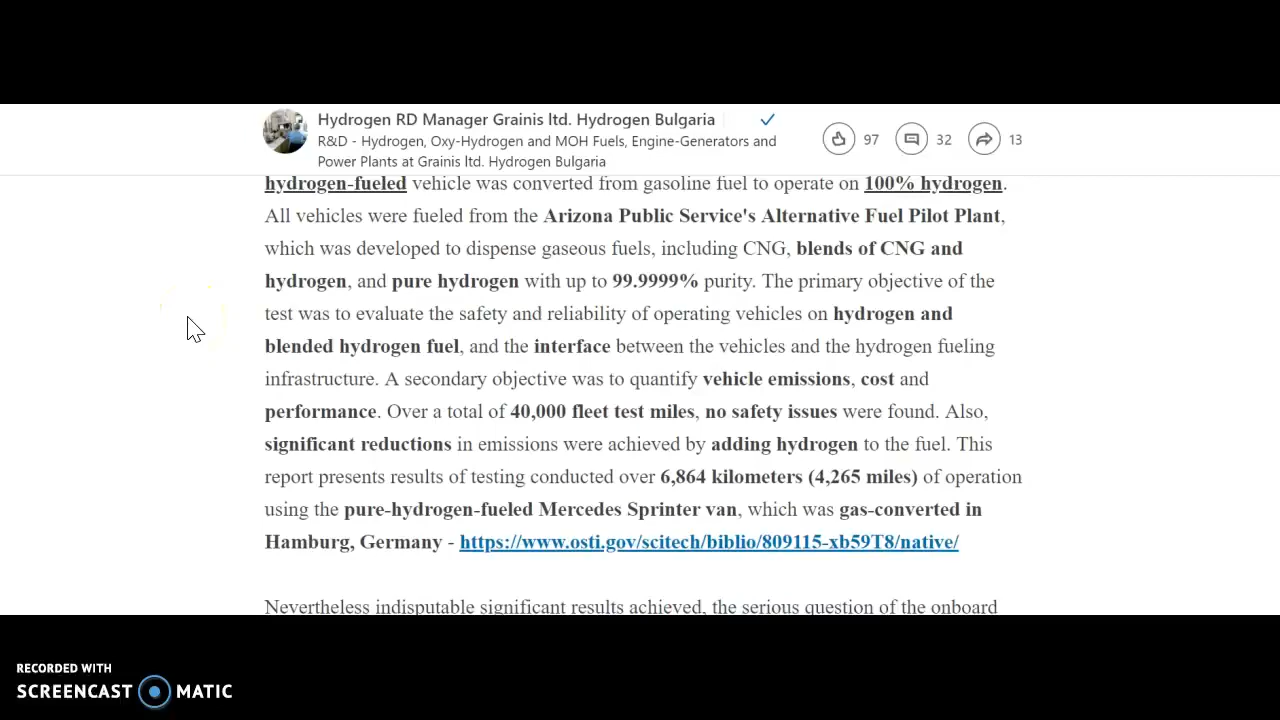 Hydrogen RD Manager Grainis ltd. Hydrogen Bulgaria
R&D - Hydrogen, Oxy-Hydrogen and MOH Fuels, Engine-Generators and
Power Plants at Grainis ltd. Hydrogen Bulgaria
97
32
13
hydrogen-fueled vehicle was converted from gasoline fuel to operate on 100% hydrogen.
All vehicles were fueled from the Arizona Public Service's Alternative Fuel Pilot Plant,
which was developed to dispense gaseous fuels, including CNG, blends of CNG and
hydrogen, and pure hydrogen with up to 99.9999% purity. The primary objective of the
test was to evaluate the safety and reliability of operating vehicles on hydrogen and
blended hydrogen fuel, and the interface between the vehicles and the hydrogen fueling
infrastructure. A secondary objective was to quantify vehicle emissions, cost and
performance. Over a total of 40,000 fleet test miles, no safety issues were found. Also,
significant reductions in emissions were achieved by adding hydrogen to the fuel. This
report presents results of testing conducted over 6,864 kilometers (4,265 miles) of operation
using the pure-hydrogen-fueled Mercedes Sprinter van, which was gas-converted in
Hamburg, Germany - https://www.osti.gov/scitech/biblio/809115-xb59T8/native/
Nevertheless indisputable significant results achieved, the serious question of the onboard
RECORDED WITH
SCREENCAST MATIC